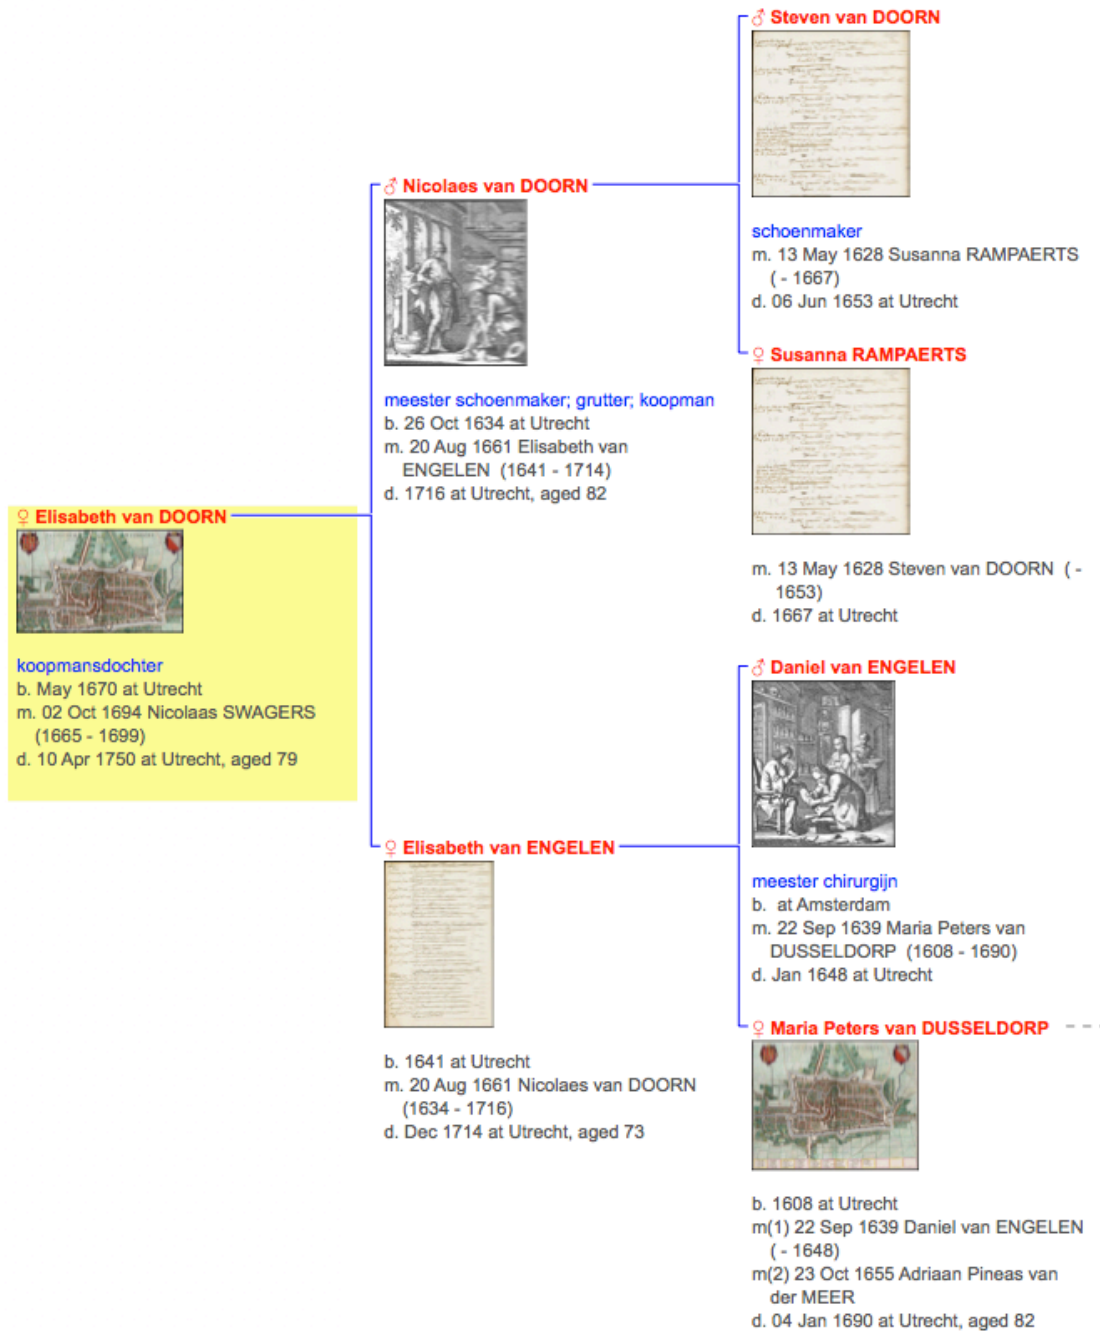 ♂ Steven van DOORN
schoenmaker
m. 13 May 1628 Susanna RAMPAERTS
( - 1667)
d. 06 Jun 1653 at Utrecht
♂ Nicolaes van DOORN
meester schoenmaker; grutter; koopman
b. 26 Oct 1634 at Utrecht
m. 20 Aug 1661 Elisabeth van
ENGELEN (1641 - 1714)
d. 1716 at Utrecht, aged 82
♀ Susanna RAMPAERTS
m. 13 May 1628 Steven van DOORN ( -
1653)
d. 1667 at Utrecht
♀ Elisabeth van DOORN
koopmansdochter
b. May 1670 at Utrecht
m. 02 Oct 1694 Nicolaas SWAGERS
(1665 - 1699)
d. 10 Apr 1750 at Utrecht, aged 79
♂ Daniel van ENGELEN
meester chirurgijn
b. at Amsterdam
m. 22 Sep 1639 Maria Peters van
DUSSELDORP (1608 - 1690)
d. Jan 1648 at Utrecht
♀ Elisabeth van ENGELEN
b. 1641 at Utrecht
m. 20 Aug 1661 Nicolaes van DOORN
(1634 - 1716)
d. Dec 1714 at Utrecht, aged 73
♀ Maria Peters van DUSSELDORP
b. 1608 at Utrecht
m(1) 22 Sep 1639 Daniel van ENGELEN
( - 1648)
m(2) 23 Oct 1655 Adriaan Pineas van
der MEER
d. 04 Jan 1690 at Utrecht, aged 82